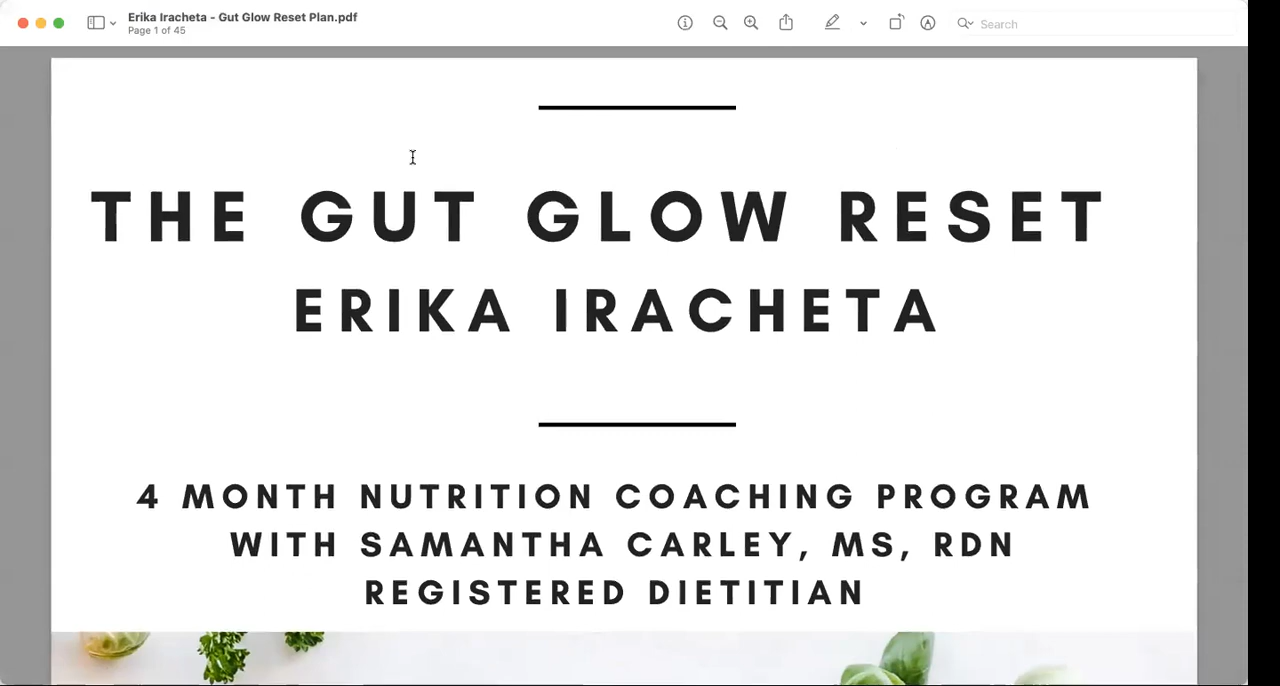 Erika Iracheta - Gut Glow Reset Plan.pdf
Page 1 of 45
Search
THE GUT GLOW RESET
ERIKA IRACHETA
4 MONTH NUTRITION COACHING PROGRAM
WITH SAMANTHA CARLEY, MS, RDN
REGISTERED DIETITIAN